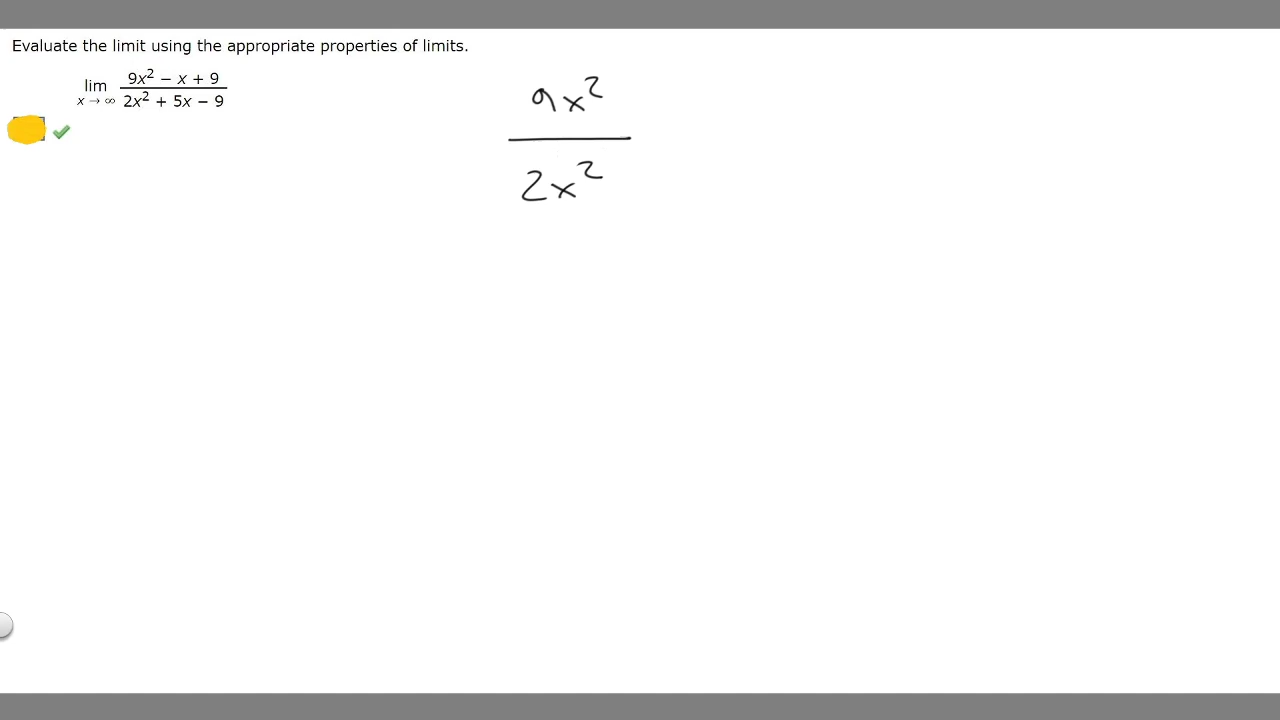 Evaluate the limit using the appropriate properties of limits.
lim x → ∞ 9x² − x + 9 / 2x² + 5x − 9
9x²
2x²